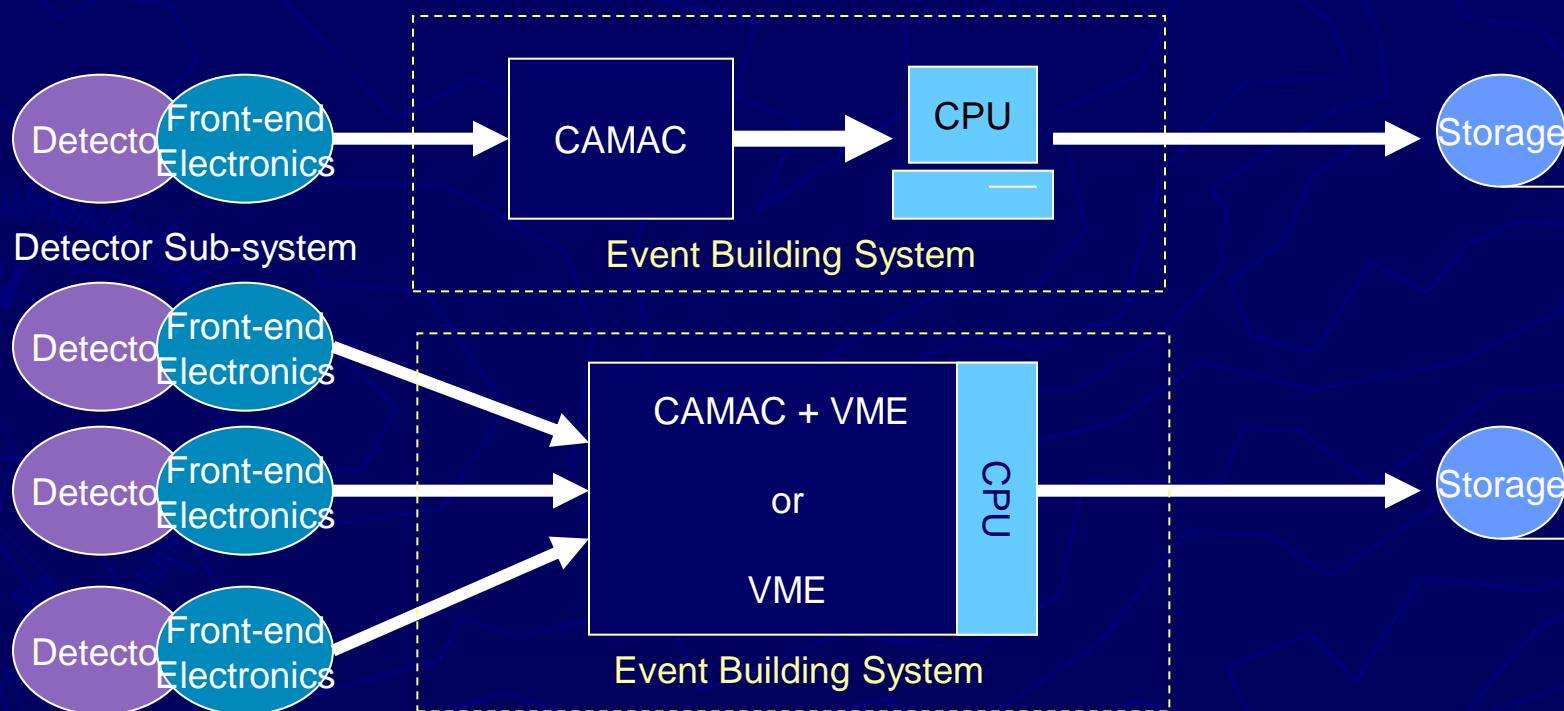 Detecto
Front-end
Electronics
CAMAC
CPU
Storage
Detector Sub-system
Event Building System
Detecto
Front-end
Electronics
CAMAC + VME
Detecto
Front-end
Electronics
or
CPU
Storage
VME
Detecto
Front-end
Electronics
Event Building System